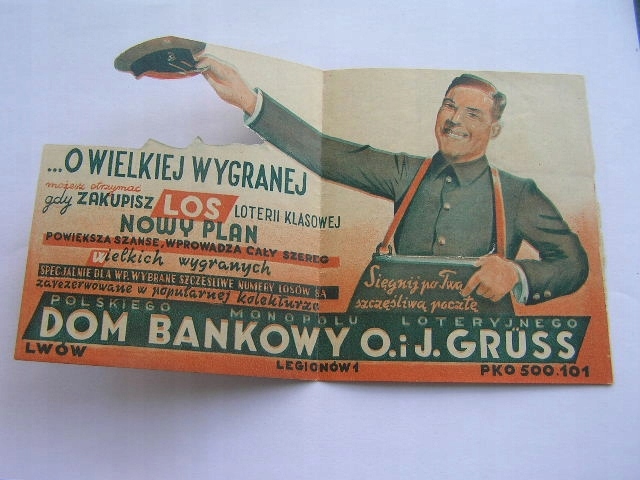 ...O WIELKIEJ WYGRANEJ
możesz otrzymać
gdy ZAKUPISZ LOS LOTERII KLASOWEJ
NOWY PLAN
POWIĘKSZA SZANSE, WPROWADZA CAŁY SZEREG
wielkich wygranych
SPECJALNIE DLA WP. WYBRANE SZCZĘŚLIWE NUMERY LOSÓW SĄ
zarezerwowane w popularnej kolekturze
Sięgnij po Twą
szczęśliwą pocztę
POLSKIEGO MONOPOLU LOTERYJNEGO
DOM BANKOWY O. i J. GRÜSS
LWÓW LEGIONÓW 1 PKO 500.101